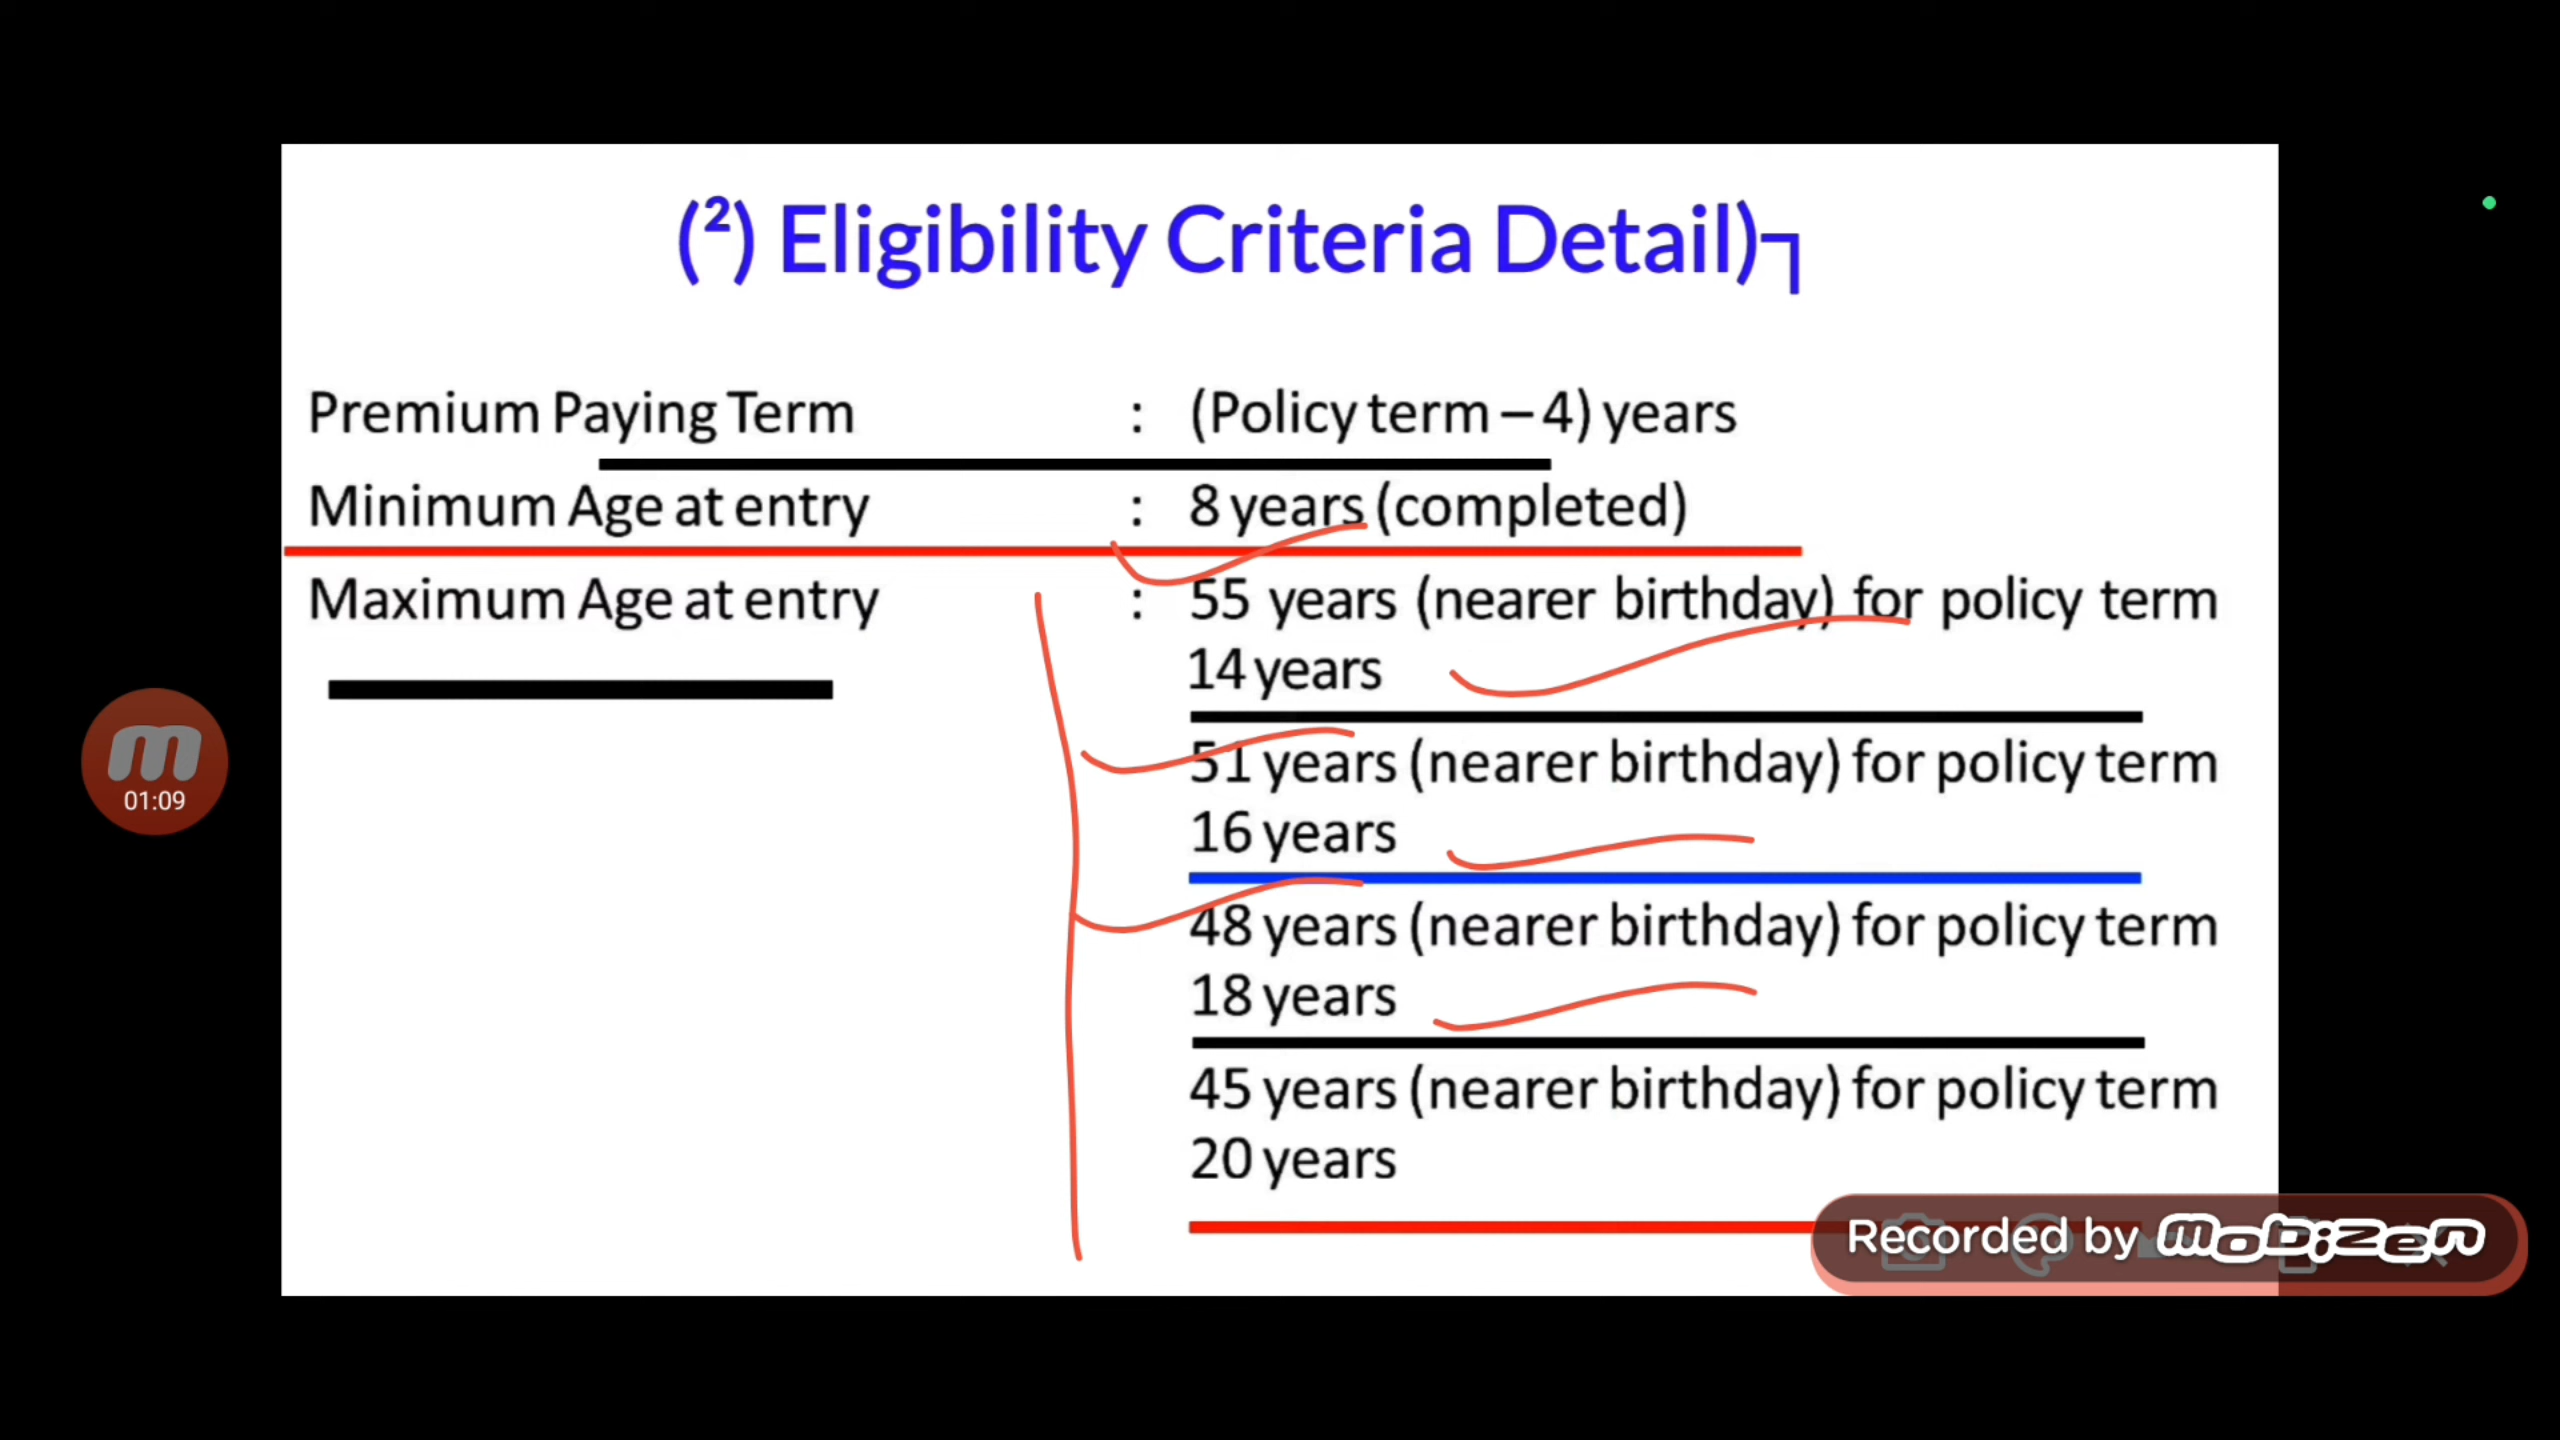 (²) Eligibility Criteria Detail)┐
Premium Paying Term : (Policy term – 4) years
Minimum Age at entry : 8 years (completed)
Maximum Age at entry : 55 years (nearer birthday) for policy term
14 years
51 years (nearer birthday) for policy term
16 years
48 years (nearer birthday) for policy term
18 years
45 years (nearer birthday) for policy term
20 years
m
01:09
Recorded by mobizen